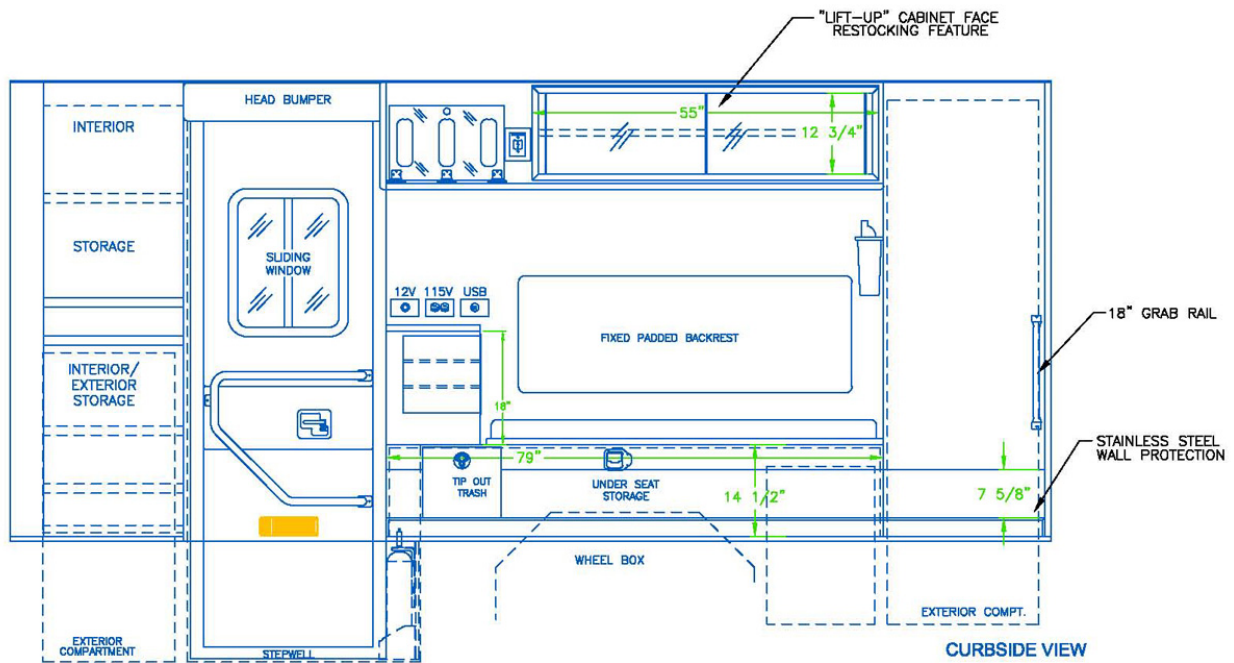 "LIFT-UP" CABINET FACE
RESTOCKING FEATURE
HEAD BUMPER
INTERIOR
55"
12 3/4"
STORAGE
SLIDING
WINDOW
12V 115V USB
18" GRAB RAIL
FIXED PADDED BACKREST
INTERIOR/
EXTERIOR
STORAGE
18"
STAINLESS STEEL
WALL PROTECTION
79"
TIP OUT
TRASH
UNDER SEAT
STORAGE
14 1/2"
7 5/8"
WHEEL BOX
EXTERIOR COMPT.
EXTERIOR
COMPARTMENT
STEPWELL
CURBSIDE VIEW